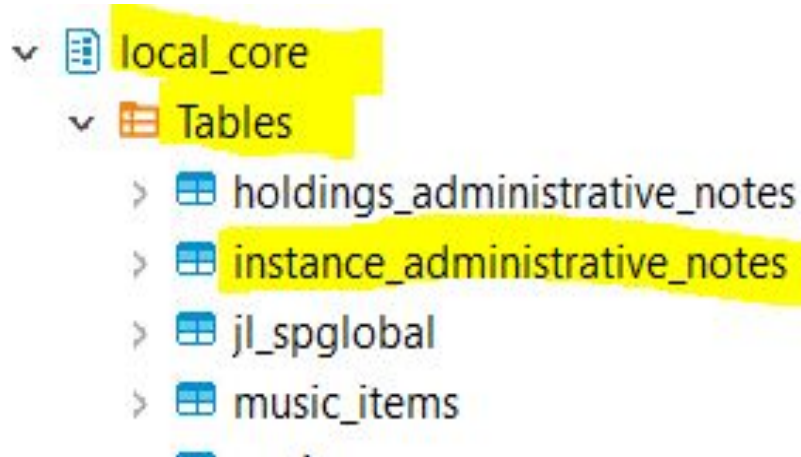 local_core
Tables
holdings_administrative_notes
instance_administrative_notes
jl_spglobal
music_items